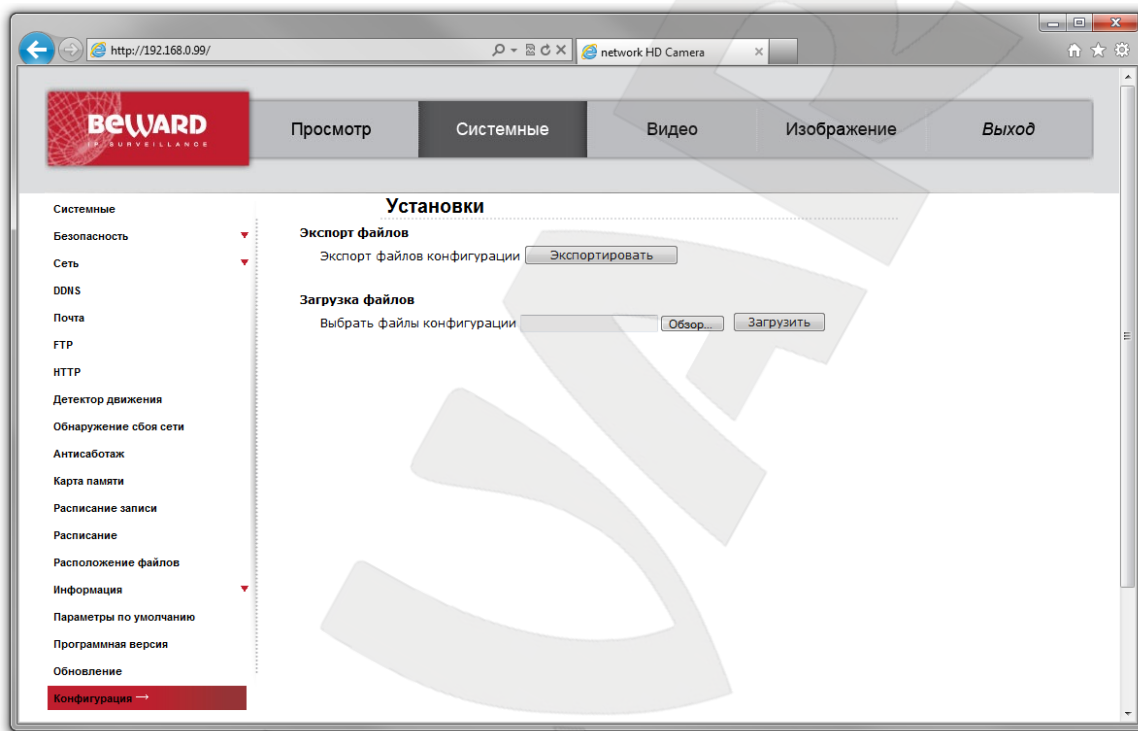 http://192.168.0.99/
network HD Camera
BEWARD
IP SURVEILLANCE
Просмотр
Системные
Видео
Изображение
Выход
Системные
Безопасность
Сеть
DDNS
Почта
FTP
HTTP
Детектор движения
Обнаружение сбоя сети
Антисаботаж
Карта памяти
Расписание записи
Расписание
Расположение файлов
Информация
Параметры по умолчанию
Программная версия
Обновление
Конфигурация →
Установки
Экспорт файлов
Экспорт файлов конфигурации Экспортировать
Загрузка файлов
Выбрать файлы конфигурации Обзор... Загрузить